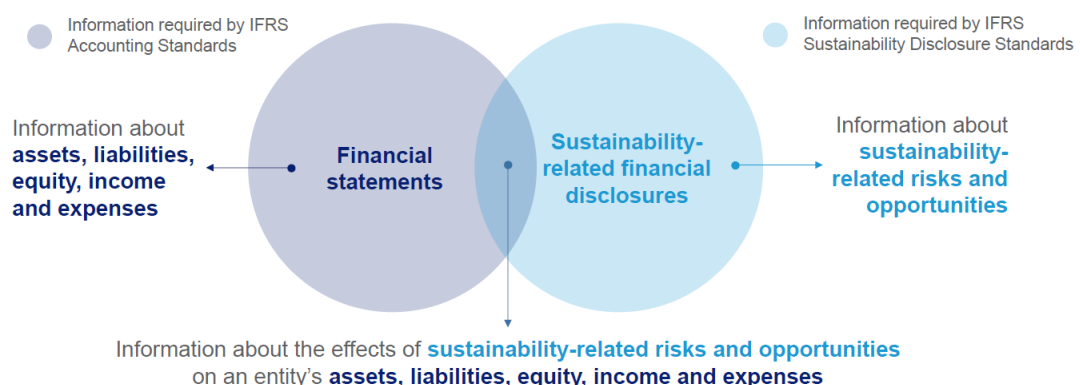 Information required by IFRS
Accounting Standards
Information required by IFRS
Sustainability Disclosure Standards
Information about
assets, liabilities,
equity, income
and expenses
Financial
statements
Sustainability-
related financial
disclosures
Information about
sustainability-
related risks and
opportunities
Information about the effects of sustainability-related risks and opportunities
on an entity's assets, liabilities, equity, income and expenses